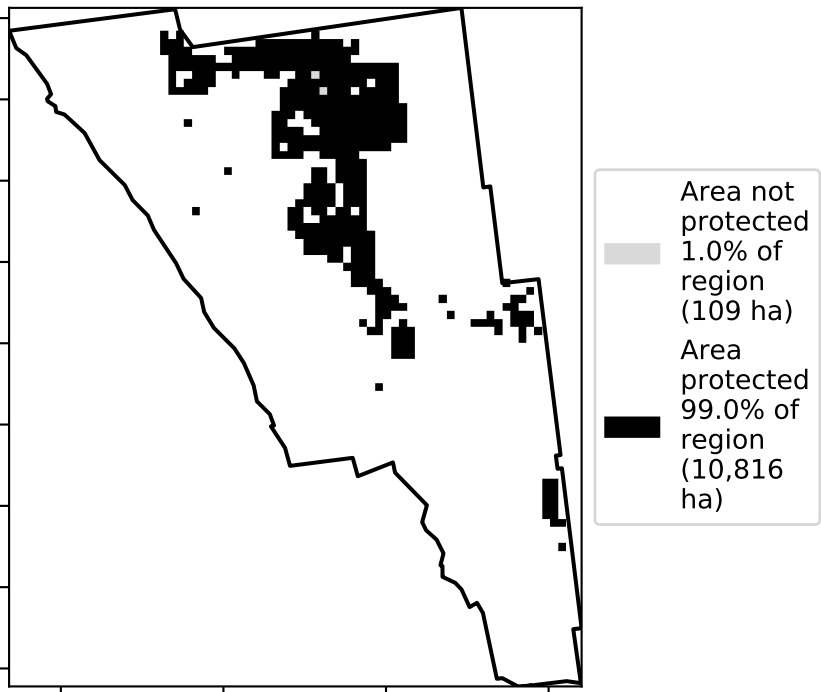 Area not
protected
1.0% of
region
(109 ha)
Area
protected
99.0% of
region
(10,816
ha)